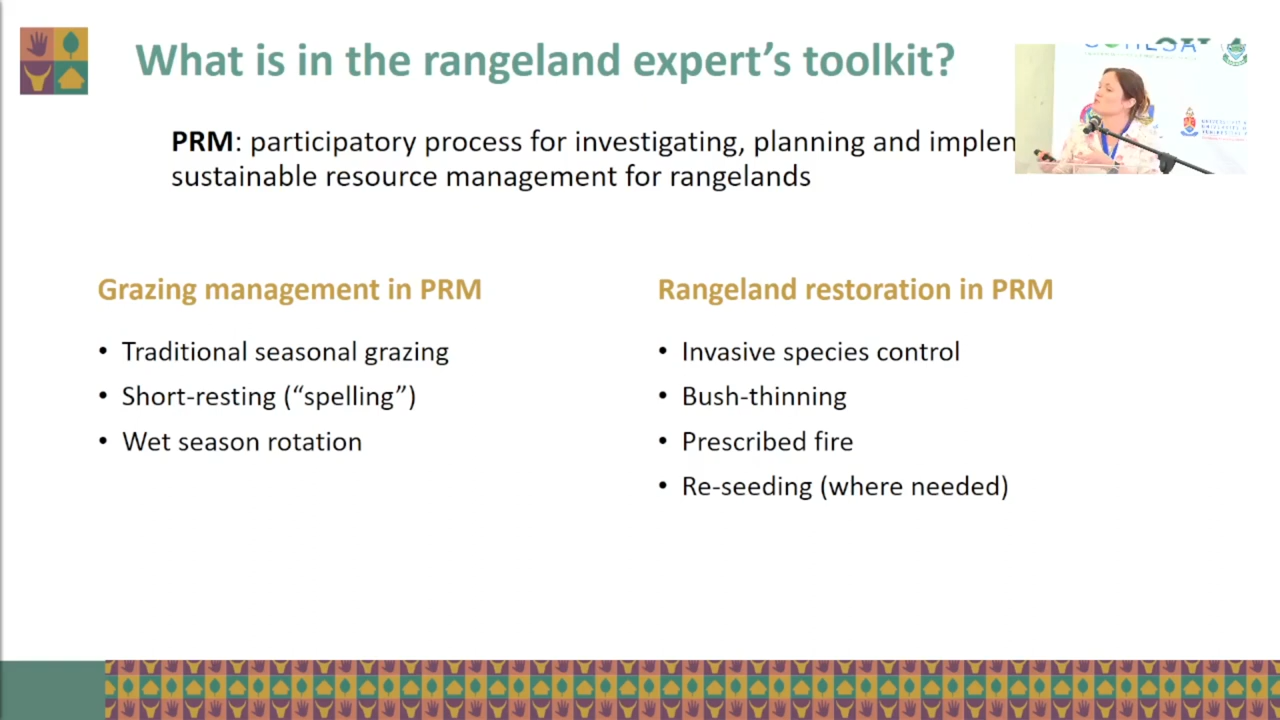 What is in the rangeland expert's toolkit?
PRM: participatory process for investigating, planning and implen
sustainable resource management for rangelands
Grazing management in PRM
• Traditional seasonal grazing
• Short-resting (“spelling”)
• Wet season rotation
Rangeland restoration in PRM
• Invasive species control
• Bush-thinning
• Prescribed fire
• Re-seeding (where needed)